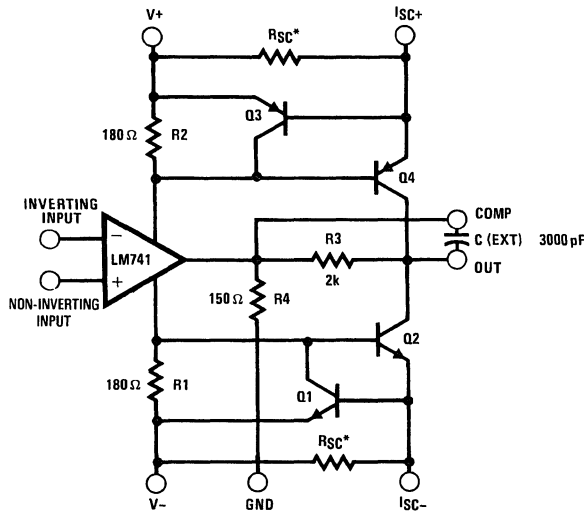 V+
RSC*
ISC+
Q3
180Ω R2
Q4
INVERTING INPUT
−
LM741
+
NON-INVERTING INPUT
COMP
C (EXT) 3000 pF
R3
2k
OUT
150Ω R4
Q2
180Ω R1
Q1
RSC*
V−
GND
ISC−